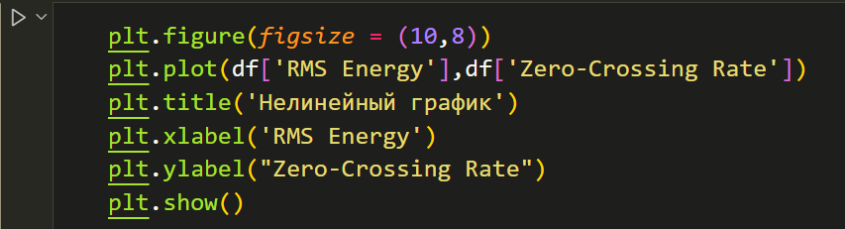 plt.figure(figsize = (10,8))
plt.plot(df['RMS Energy'],df['Zero-Crossing Rate'])
plt.title('Нелинейный график')
plt.xlabel('RMS Energy')
plt.ylabel("Zero-Crossing Rate")
plt.show()